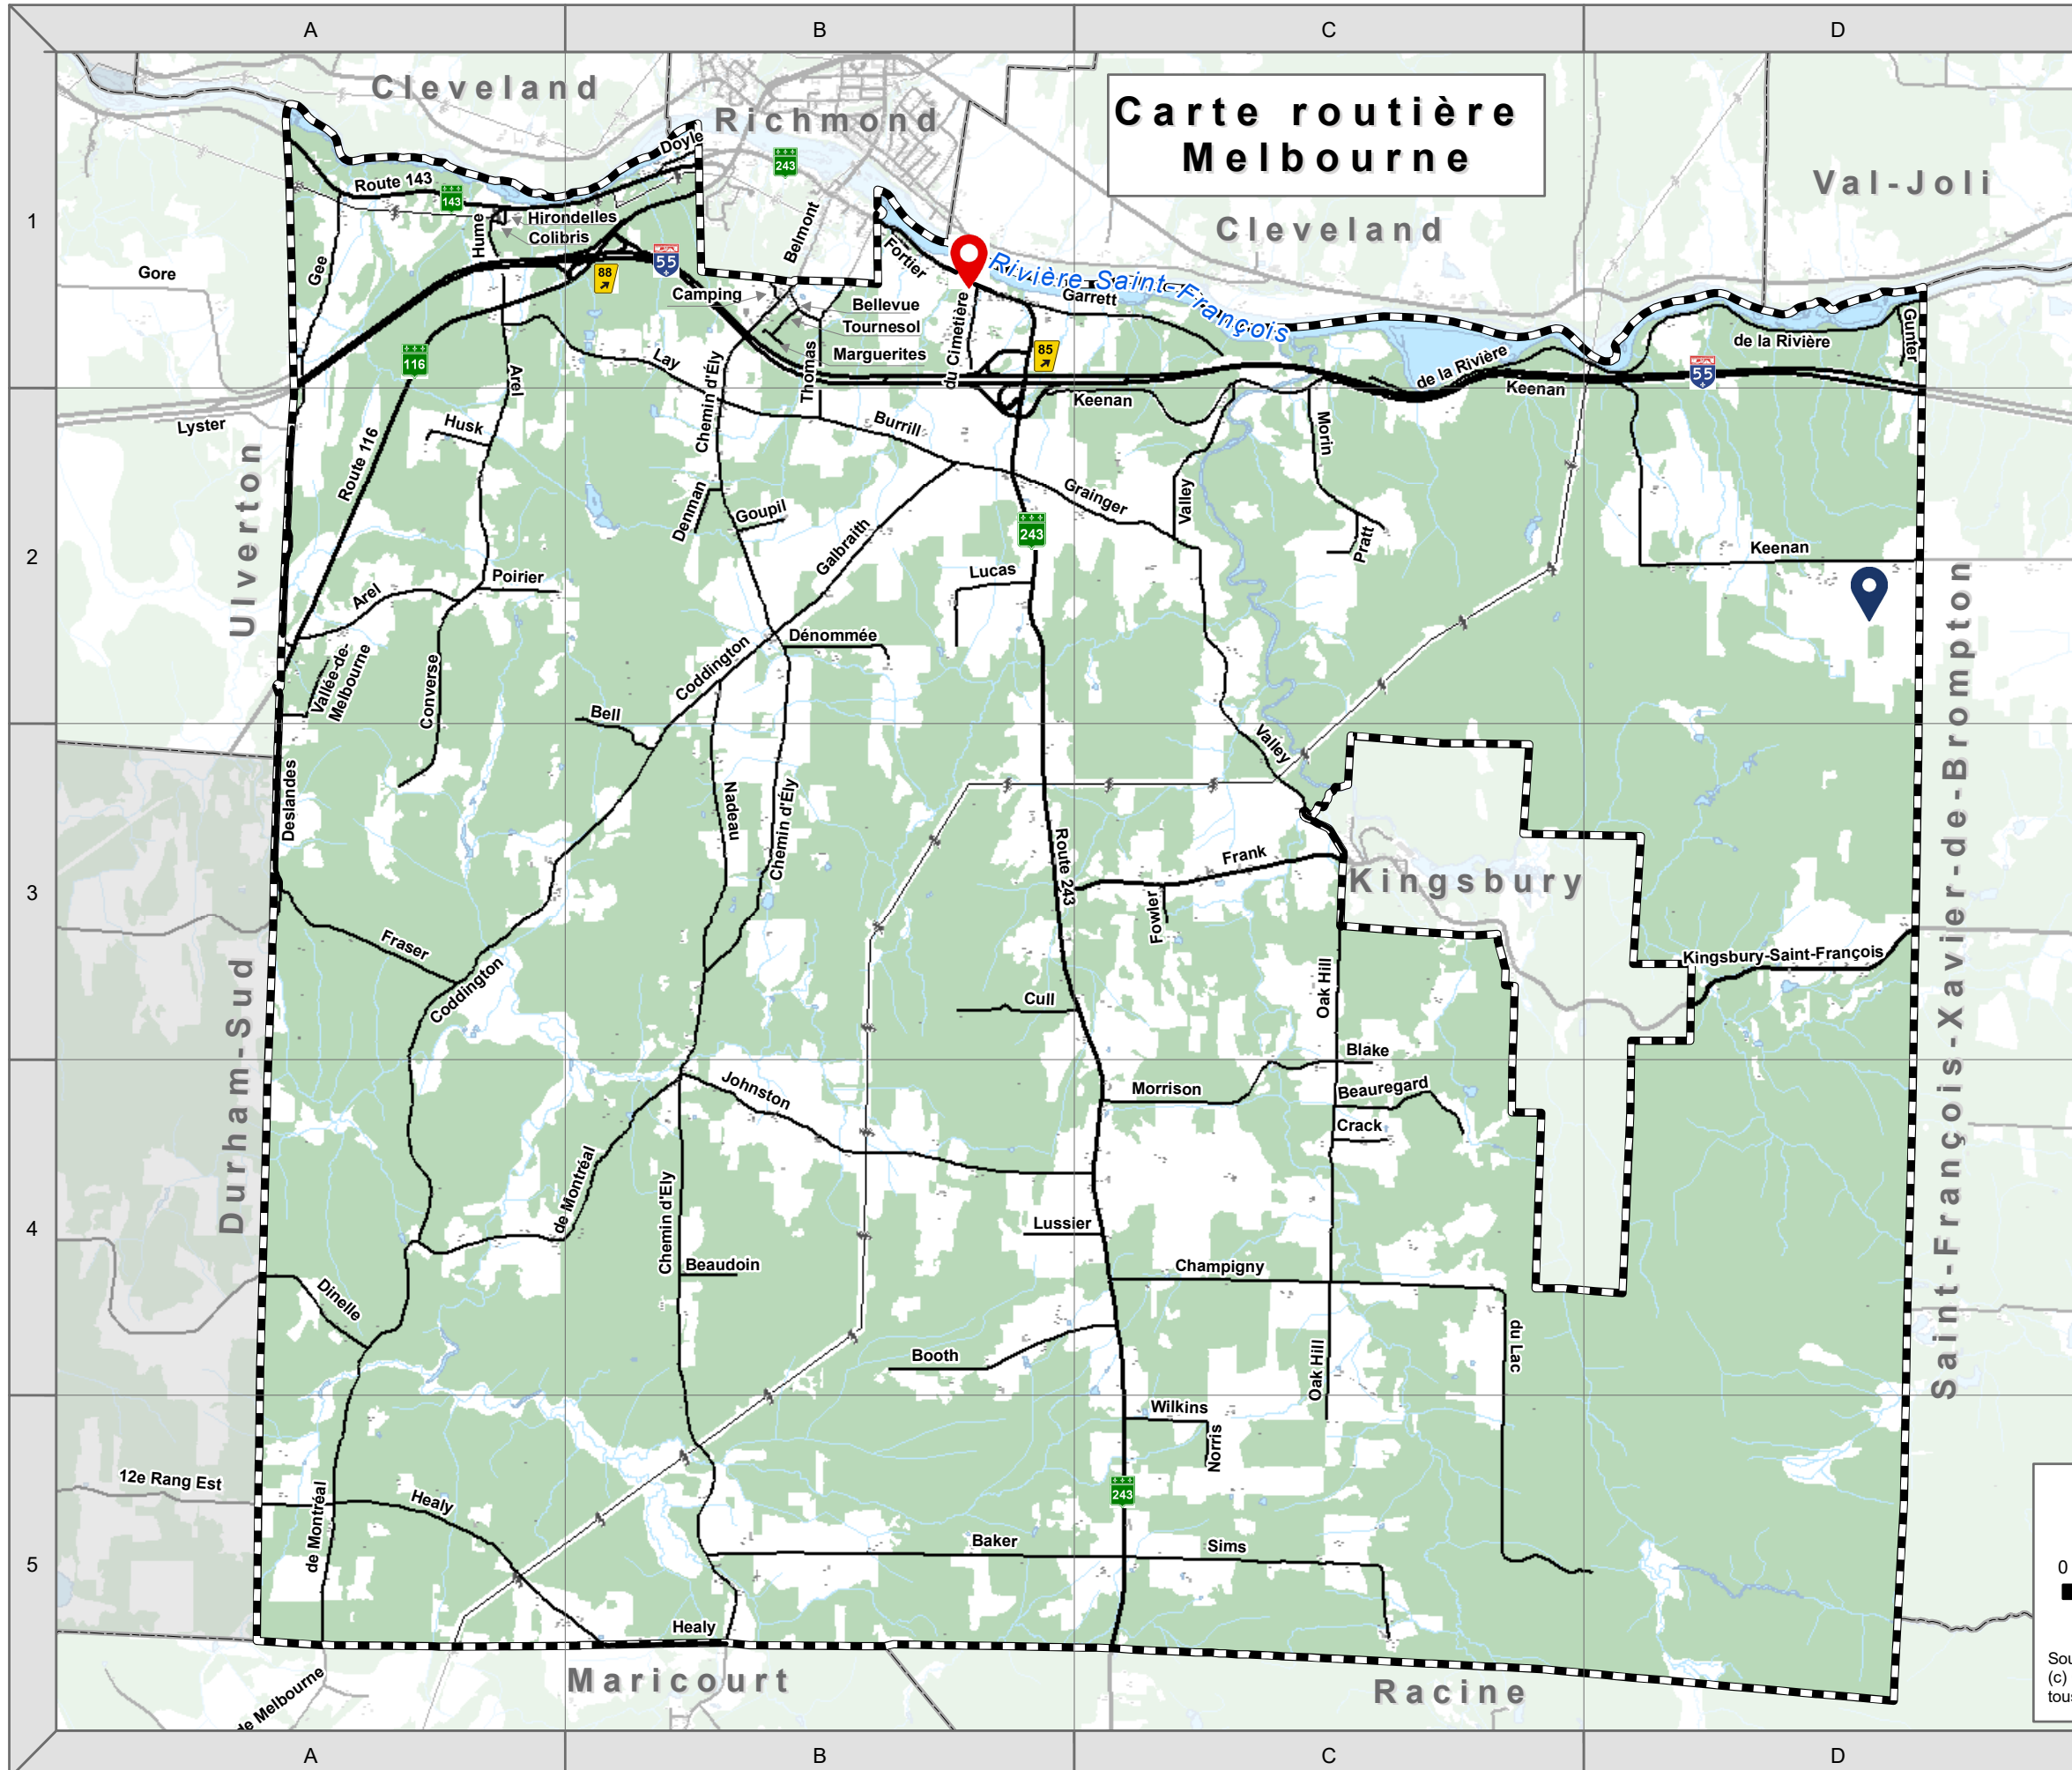 A
B
C
D
Cleveland
Richmond
Carte routière
Melbourne
Val-Joli
Doyle
243
Route 143
143
1
Hirondelles
Hume
Colibris
Belmont
Cleveland
Gore
Gee
88
55
Fortier
Rivière Saint-François
Camping
Bellevue
Garrett
Tournesol
du Cimetière
Gunter
de la Rivière
116
Lay
Marguerites
85
Arel
Chemin d'Ély
Thomas
de la Rivière
55
Keenan
Keenan
Lyster
Husk
Burrill
Morin
Ulverton
Route 116
Denman
Goupil
Grainger
Valley
Galbraith
243
Pratt
2
Keenan
Poirier
Lucas
Arel
Dénommée
Vallée-de-
Melbourne
Converse
Coddington
Bell
Valley
Saint-François-Xavier-de-Brompton
Deslandes
Nadeau
Chemin d'Ély
Route 243
Frank
Kingsbury
3
Fowler
Fraser
Kingsbury-Saint-François
Coddington
Cull
Oak Hill
Durham-Sud
Blake
Johnston
Morrison
Beauregard
Crack
de Montréal
Chemin d'Ely
4
Lussier
Beaudoin
Champigny
Dinelle
du Lac
Booth
Oak Hill
Wilkins
Norris
12e Rang Est
Healy
243
de Montréal
Baker
Sims
5
0
Healy
Maricourt
Racine
de Melbourne
Sou
(c)
tous
A
B
C
D